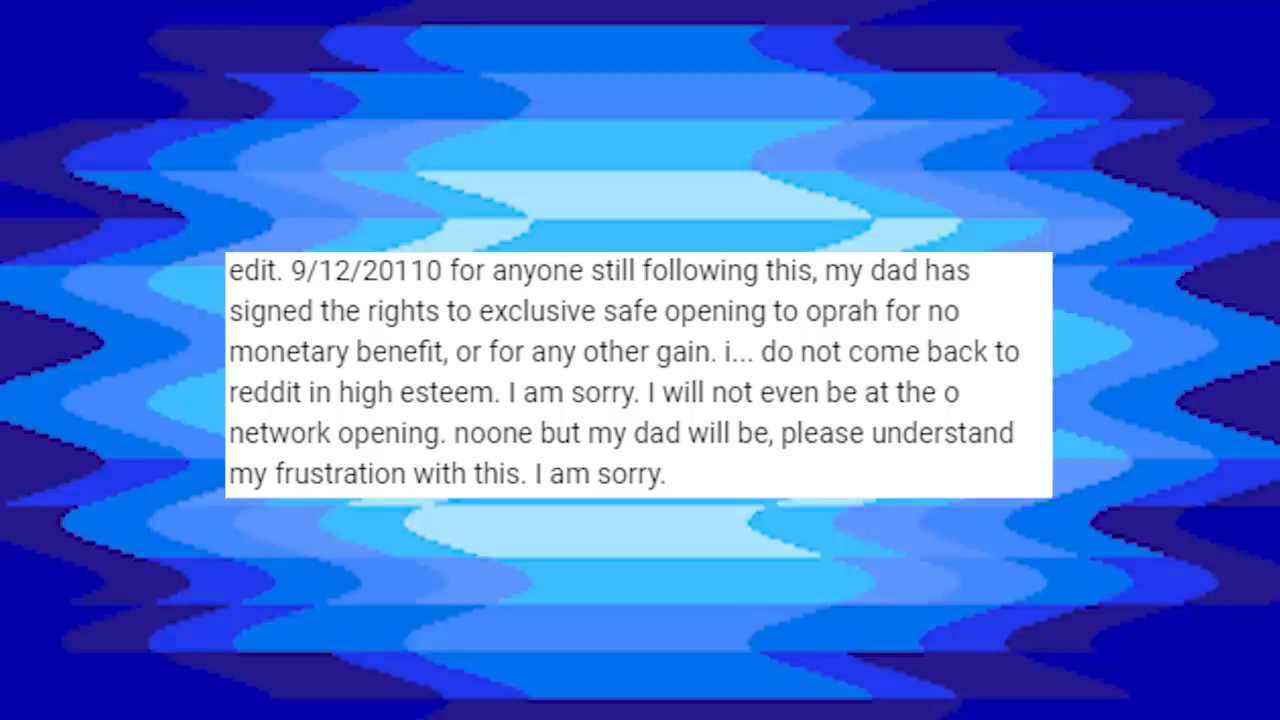 edit. 9/12/20110 for anyone still following this, my dad has
signed the rights to exclusive safe opening to oprah for no
monetary benefit, or for any other gain. i... do not come back to
reddit in high esteem. I am sorry. I will not even be at the o
network opening. noone but my dad will be, please understand
my frustration with this. I am sorry.